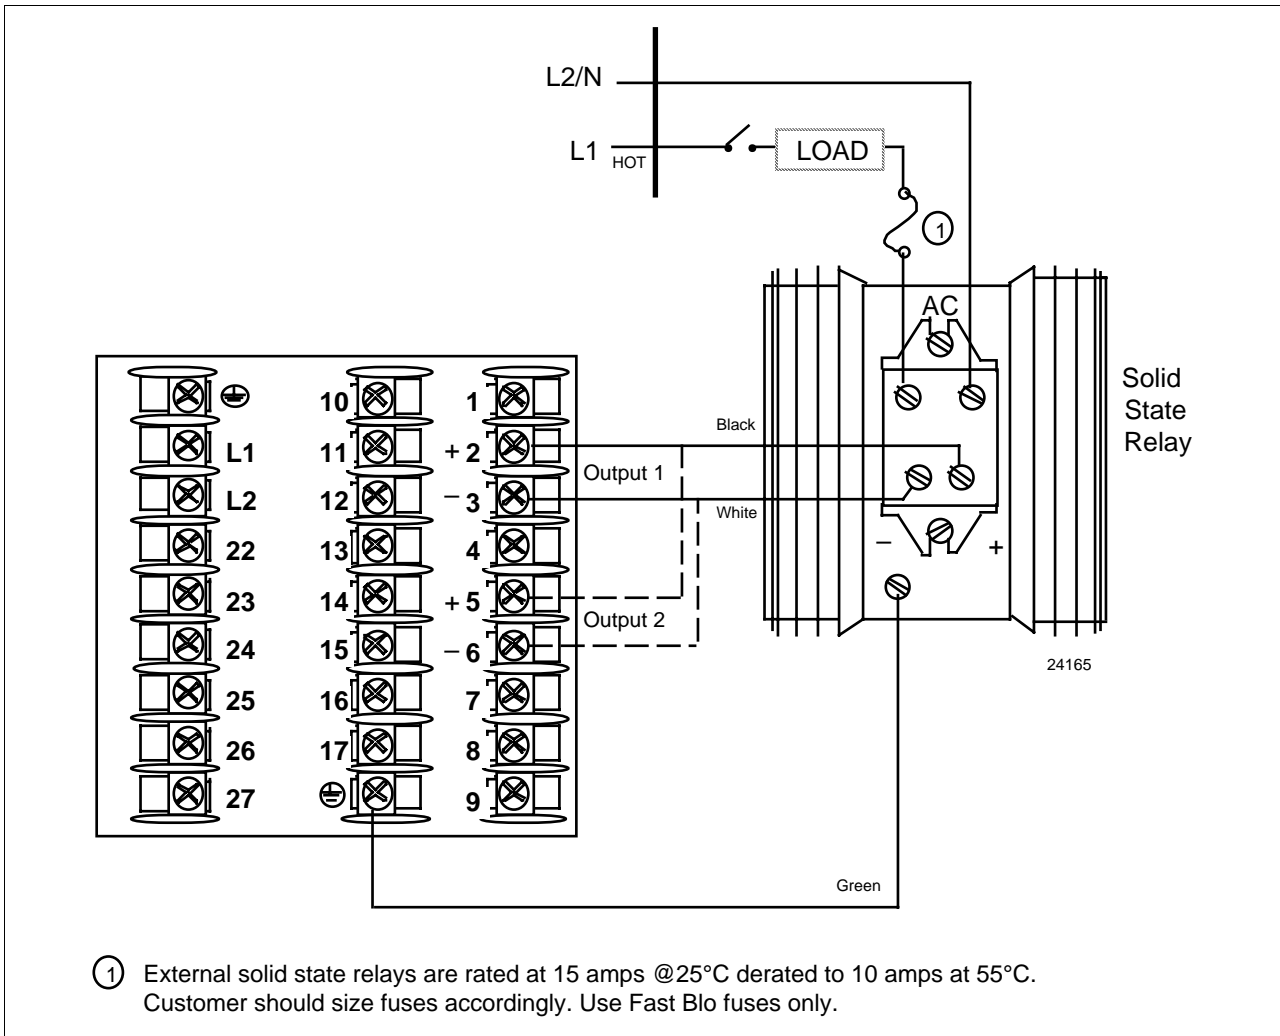 L2/N
L1 HOT
LOAD
1
AC
Solid
State
Relay
10 1
L1 11 + 2
Black
Output 1
L2 12 – 3
White
22 13 4
– +
23 14 + 5
Output 2
24 15 – 6
24165
25 16 7
26 17 8
27 9
Green
1 External solid state relays are rated at 15 amps @25°C derated to 10 amps at 55°C.
Customer should size fuses accordingly. Use Fast Blo fuses only.